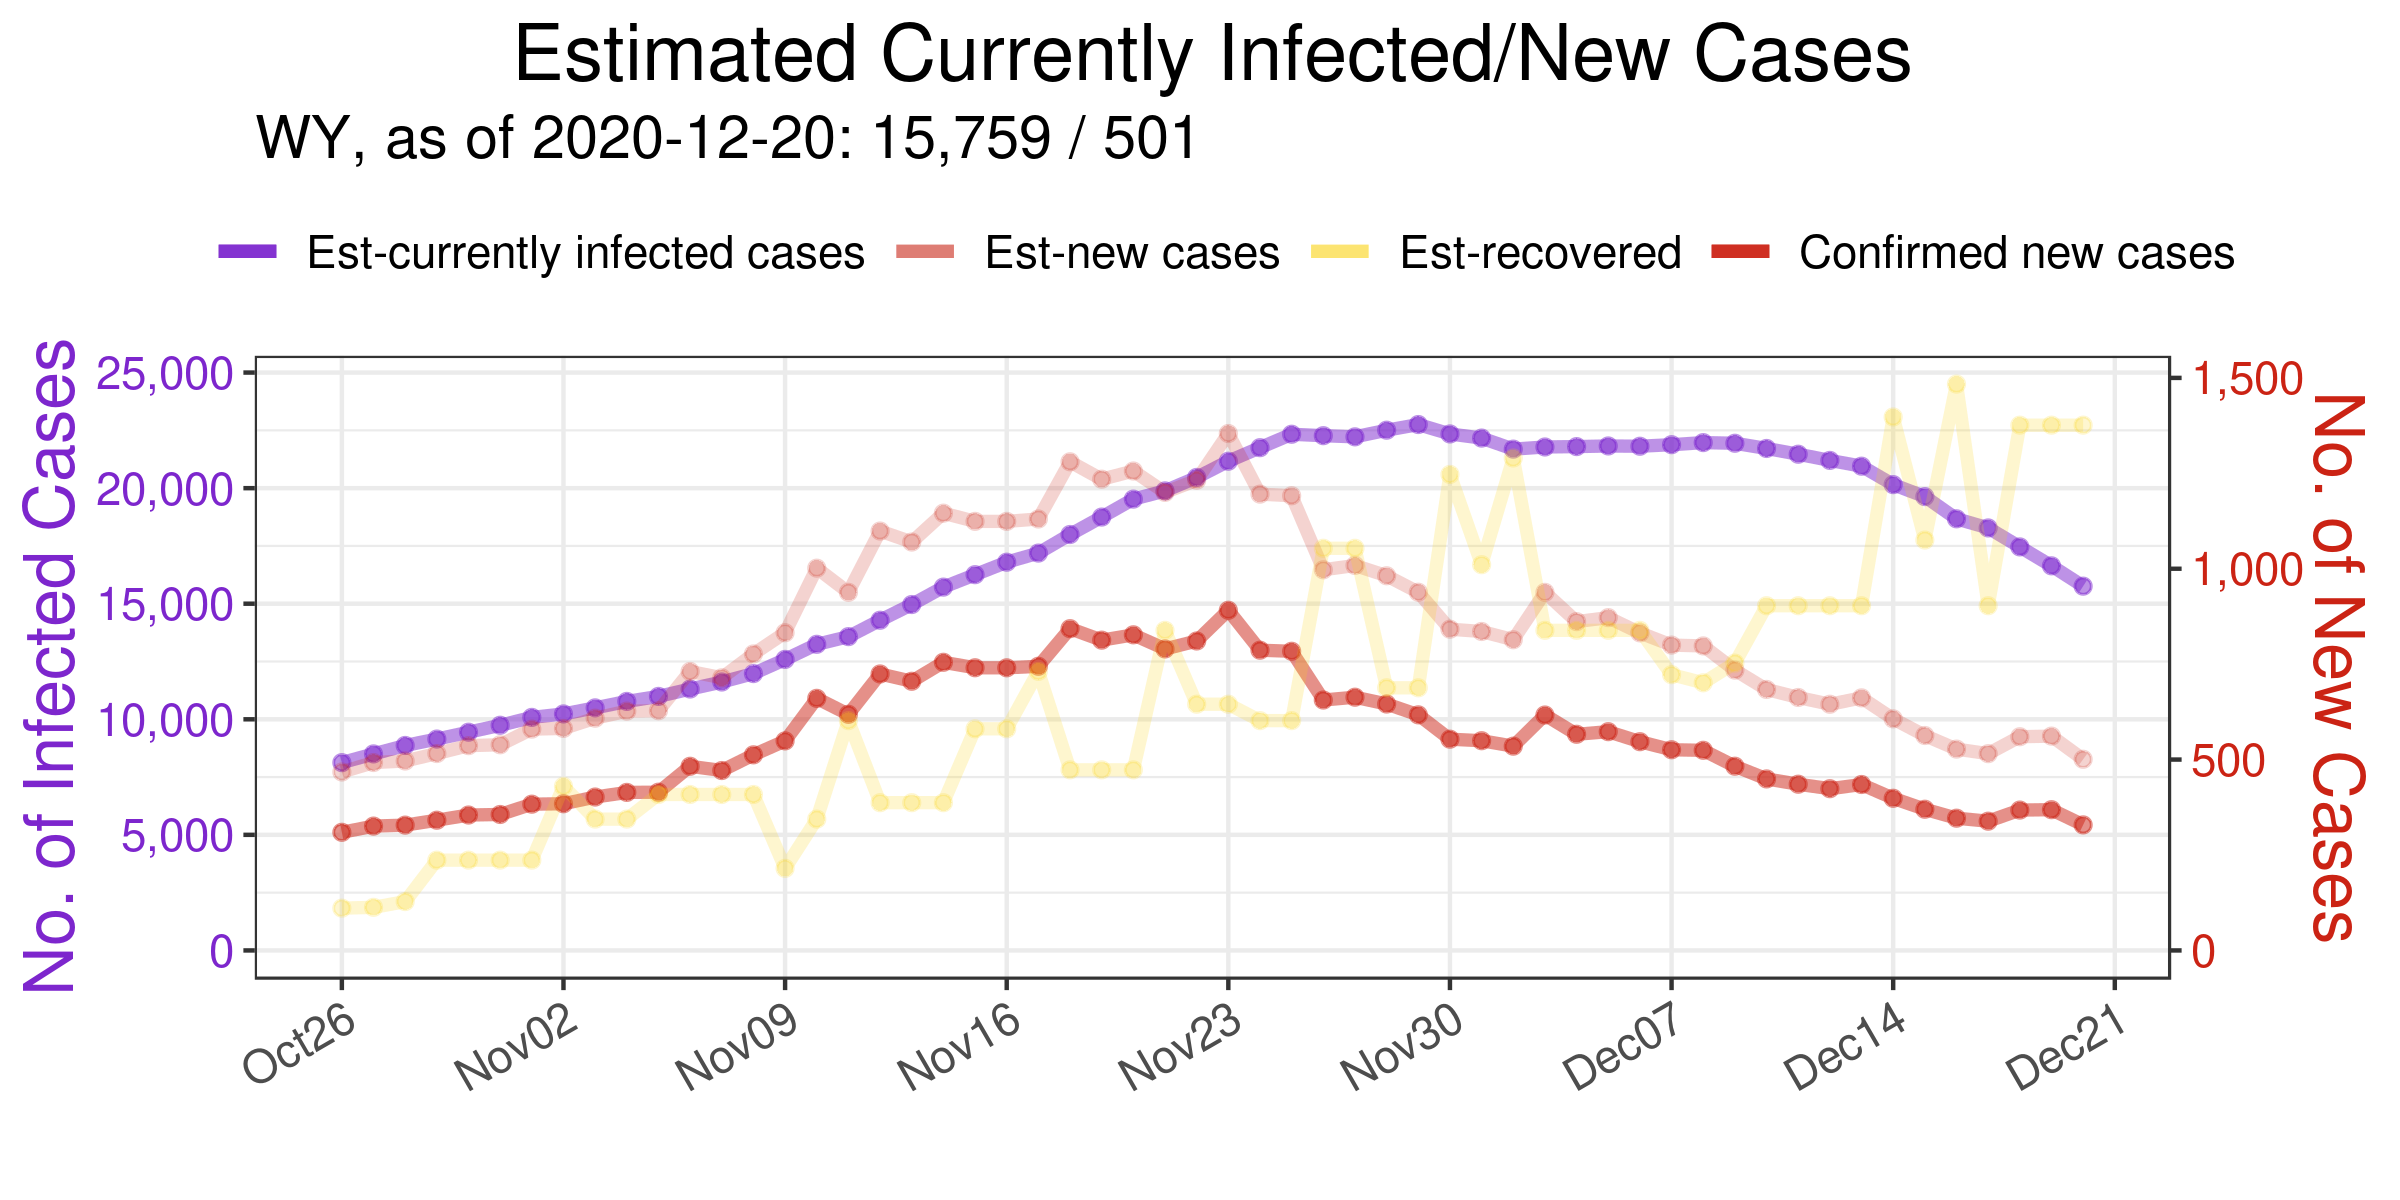 Estimated Currently Infected/New Cases
WY, as of 2020-12-20: 15,759 / 501
Est-currently infected cases Est-new cases Est-recovered Confirmed new cases
No. of Infected Cases
25,000
20,000
15,000
10,000
5,000
0
1,500
1,000
500
0
No. of New Cases
Oct26 Nov02 Nov09 Nov16 Nov23 Nov30 Dec07 Dec14 Dec21